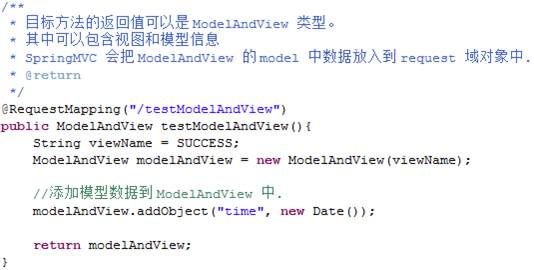 /**
 * 目标方法的返回值可以是 ModelAndView 类型。
 * 其中可以包含视图和模型信息
 * SpringMVC 会把 ModelAndView 的 model 中数据放入到 request 域对象中.
 * @return
 */
@RequestMapping("/testModelAndView")
public ModelAndView testModelAndView(){
    String viewName = SUCCESS;
    ModelAndView modelAndView = new ModelAndView(viewName);
    //添加模型数据到 ModelAndView 中.
    modelAndView.addObject("time", new Date());
    return modelAndView;
}